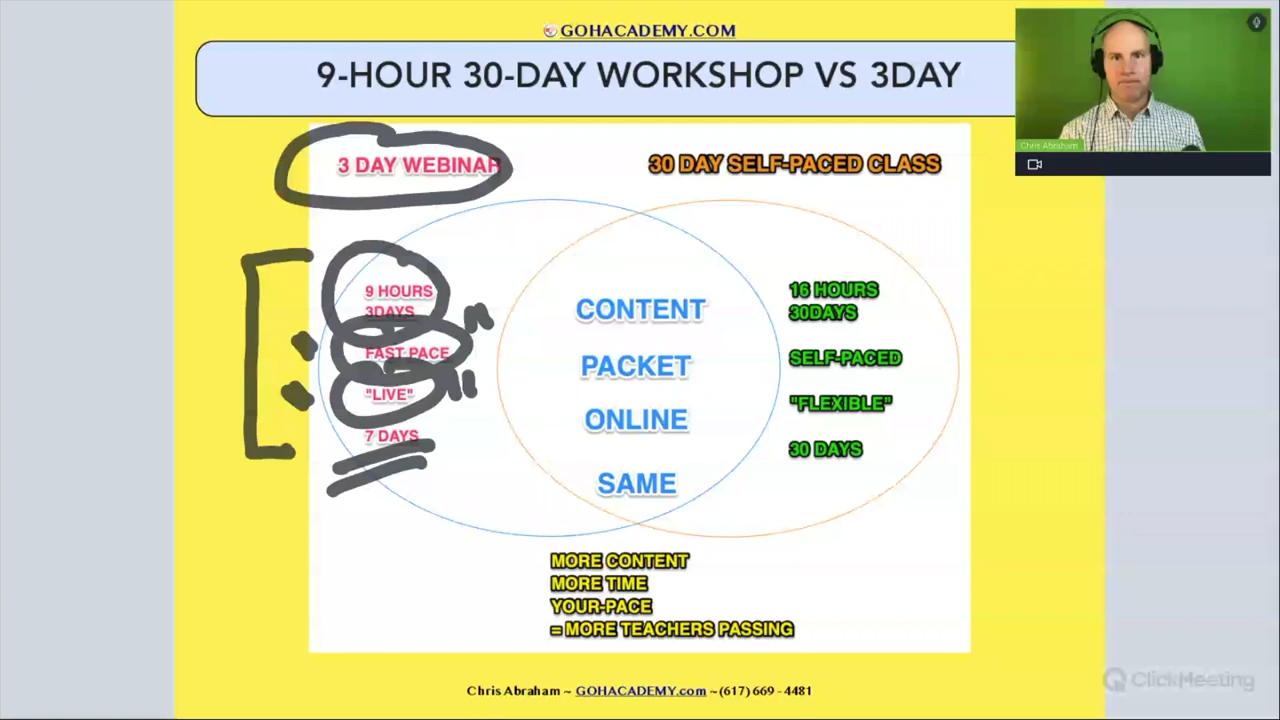 GOHACADEMY.COM
9-HOUR 30-DAY WORKSHOP VS 3DAY
Chris Abraham
3 DAY WEBINAR
30 DAY SELF-PACED CLASS
9 HOURS
3DAYS
FAST PACE
"LIVE"
7 DAYS
CONTENT
PACKET
ONLINE
SAME
16 HOURS
30DAYS
SELF-PACED
"FLEXIBLE"
30 DAYS
MORE CONTENT
MORE TIME
YOUR-PACE
= MORE TEACHERS PASSING
Chris Abraham ~ GOHACADEMY.com ~(617) 669 - 4481
ClickMeeting